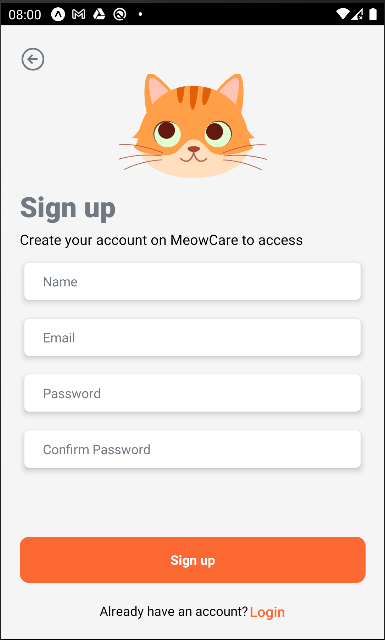 08:00
Sign up
Create your account on MeowCare to access
Name
Email
Password
Confirm Password
Sign up
Already have an account? Login